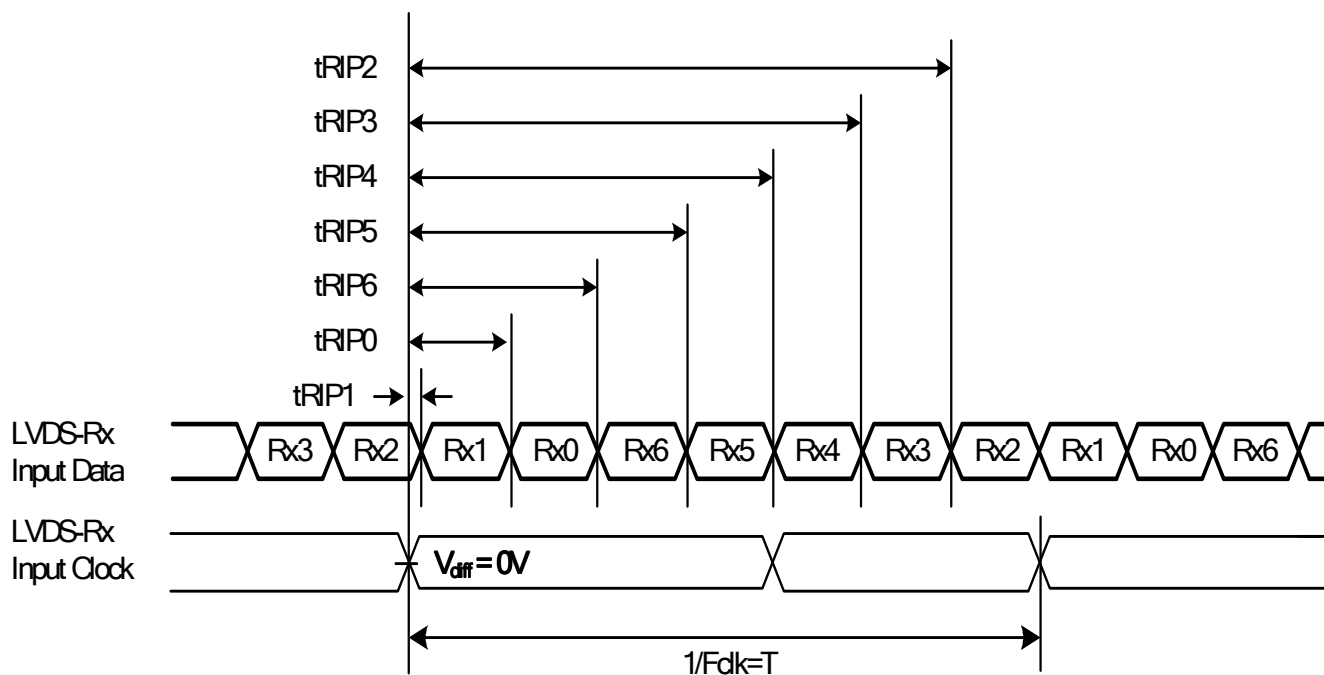 tRIP2
tRIP3
tRIP4
tRIP5
tRIP6
tRIP0
tRIP1
LVDS-Rx
Input Data
Rx3 Rx2 Rx1 Rx0 Rx6 Rx5 Rx4 Rx3 Rx2 Rx1 Rx0 Rx6
LVDS-Rx
Input Clock
Vdiff = 0V
1/Fclk=T